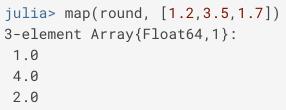 julia> map(round, [1.2,3.5,1.7])
3-element Array{Float64,1}:
 1.0
 4.0
 2.0